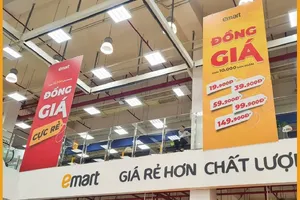 emart
ĐỒNG
GIÁ
CỰC RẺ
emart
ĐỒNG
GIÁ
19.900Đ
39.900Đ
59.900Đ
99.900Đ
149.900Đ
emart GIÁ RẺ HƠN CHẤT LƯỢ